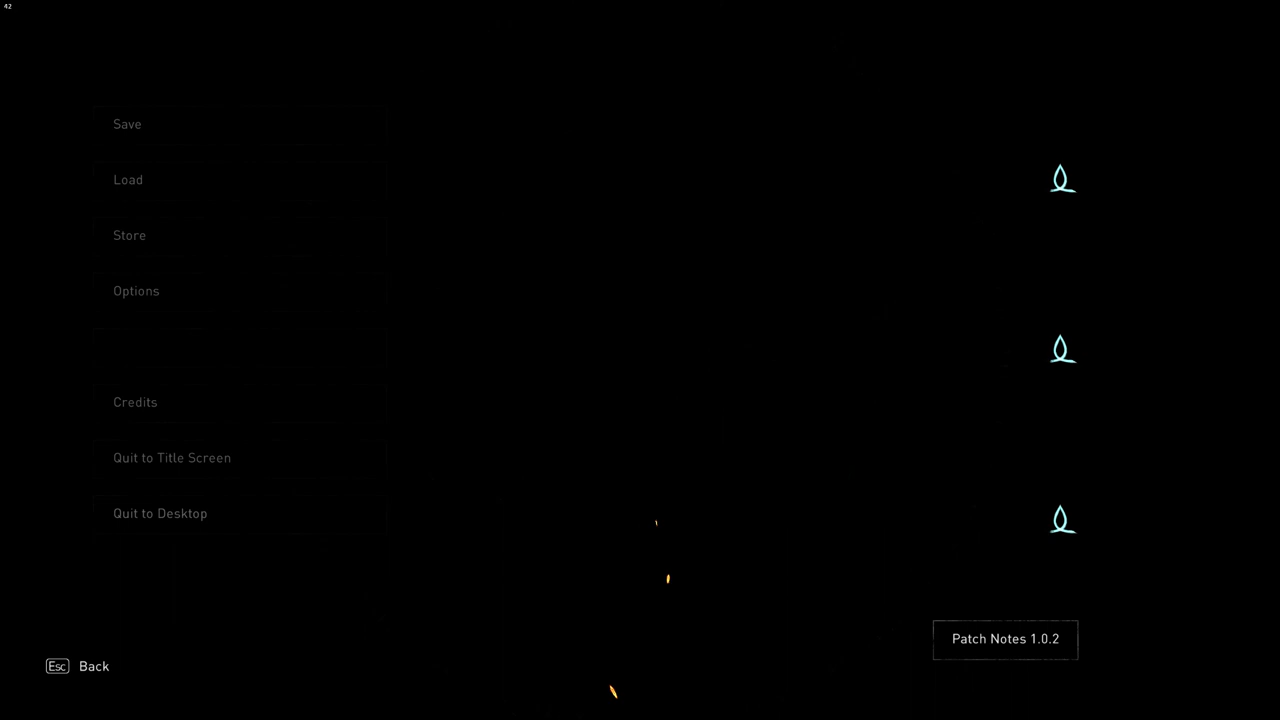 42
Save
Load
Store
Options
Credits
Quit to Title Screen
Quit to Desktop
Patch Notes 1.0.2
Esc Back